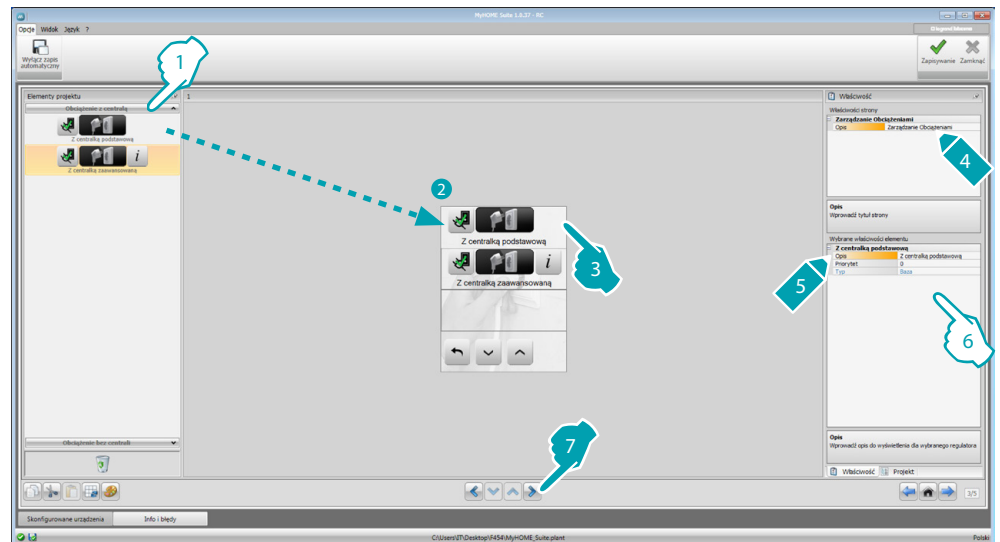 MyHOME Suite 1.0.27 - RC
Opcje Widok Język ?
Wyłącz zapis
automatyczny
Zapisywanie Zamknąć
1
Elementy projektu
1
Obciążenie z centralą
Z centralką podstawową
i
Z centralką zaawansowaną
2
Z centralką podstawową
3
i
Z centralką zaawansowaną
Właściwość
Właściwości strony
Zarządzanie Obciążeniami
Opis Zarządzanie Obciążeniami
4
Opis
Wprowadź tytuł strony
Wybrane właściwości elementu
Z centralką podstawową
Opis Z centralką podstawową
Priorytet 0
Typ Baza
5
6
Obciążenie bez centrali
7
Opis
Wprowadź opis do wyświetlenia dla wybranego regulatora
Właściwość Projekt
3/5
Skonfigurowane urządzenia Info i błędy
C:\Users\ZT\Desktop\F454\MyHOME_Suite.plant
Polski